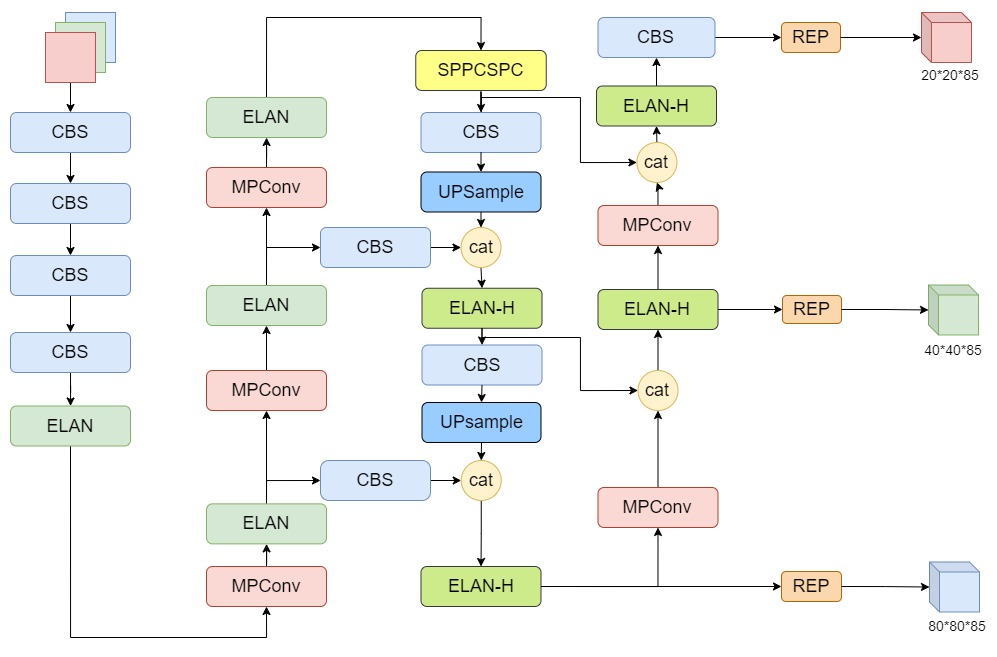 CBS
CBS
CBS
CBS
ELAN
ELAN
MPConv
ELAN
MPConv
ELAN
MPConv
CBS
CBS
SPPCSPC
CBS
UPSample
cat
ELAN-H
CBS
UPsample
cat
ELAN-H
CBS
ELAN-H
cat
MPConv
ELAN-H
cat
MPConv
REP
20*20*85
REP
40*40*85
REP
80*80*85